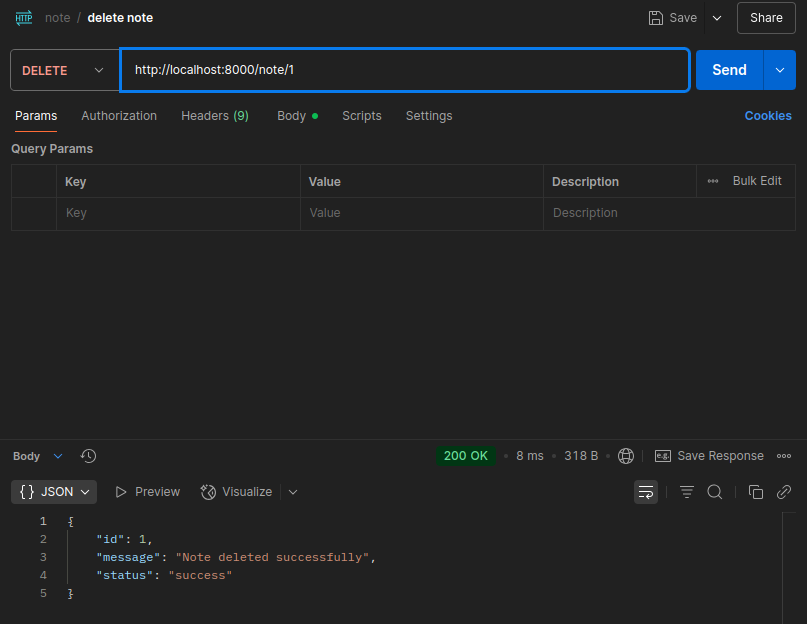 HTTP note / delete note Save Share
DELETE http://localhost:8000/note/1 Send
Params Authorization Headers (9) Body Scripts Settings Cookies
Query Params
Key Value Description Bulk Edit
Key Value Description
Body 200 OK 8 ms 318 B e.g. Save Response
{} JSON Preview Visualize
1 {
2 "id": 1,
3 "message": "Note deleted successfully",
4 "status": "success"
5 }